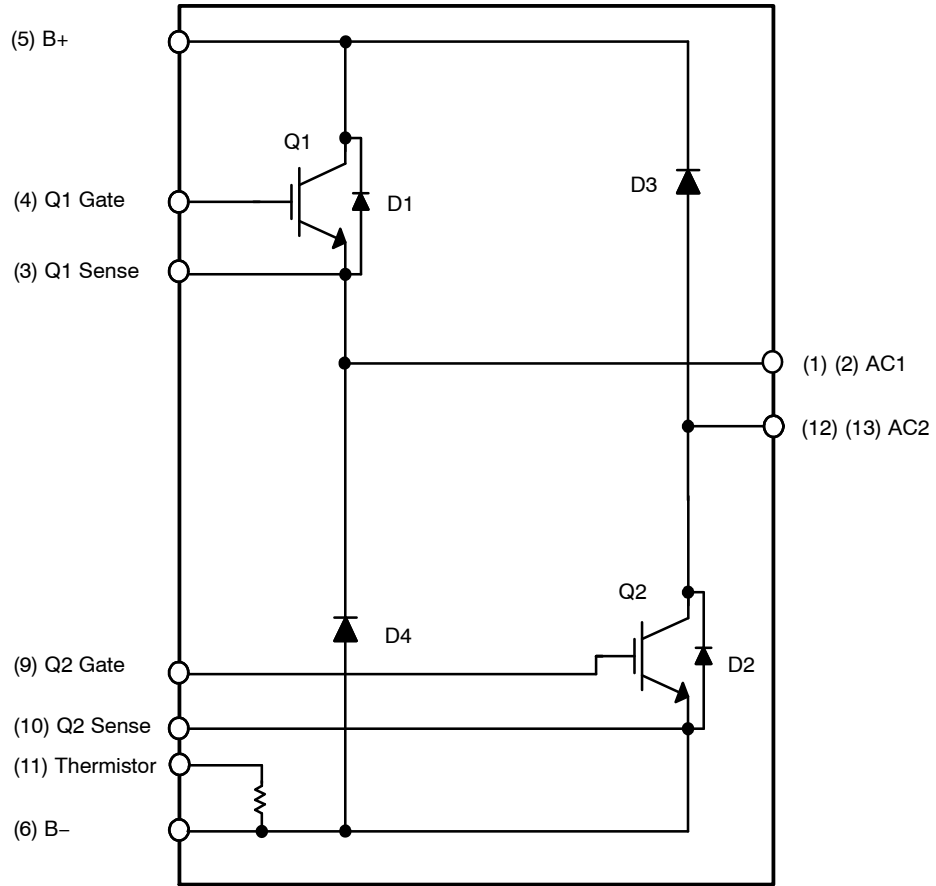 (5) B+
Q1
D3
(4) Q1 Gate
D1
(3) Q1 Sense
(1) (2) AC1
(12) (13) AC2
Q2
D4
(9) Q2 Gate
D2
(10) Q2 Sense
(11) Thermistor
(6) B−